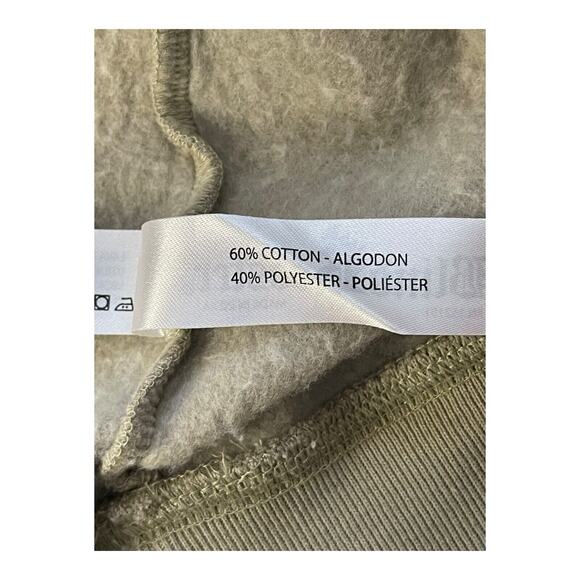 60% COTTON - ALGODON
40% POLYESTER - POLIÉSTER